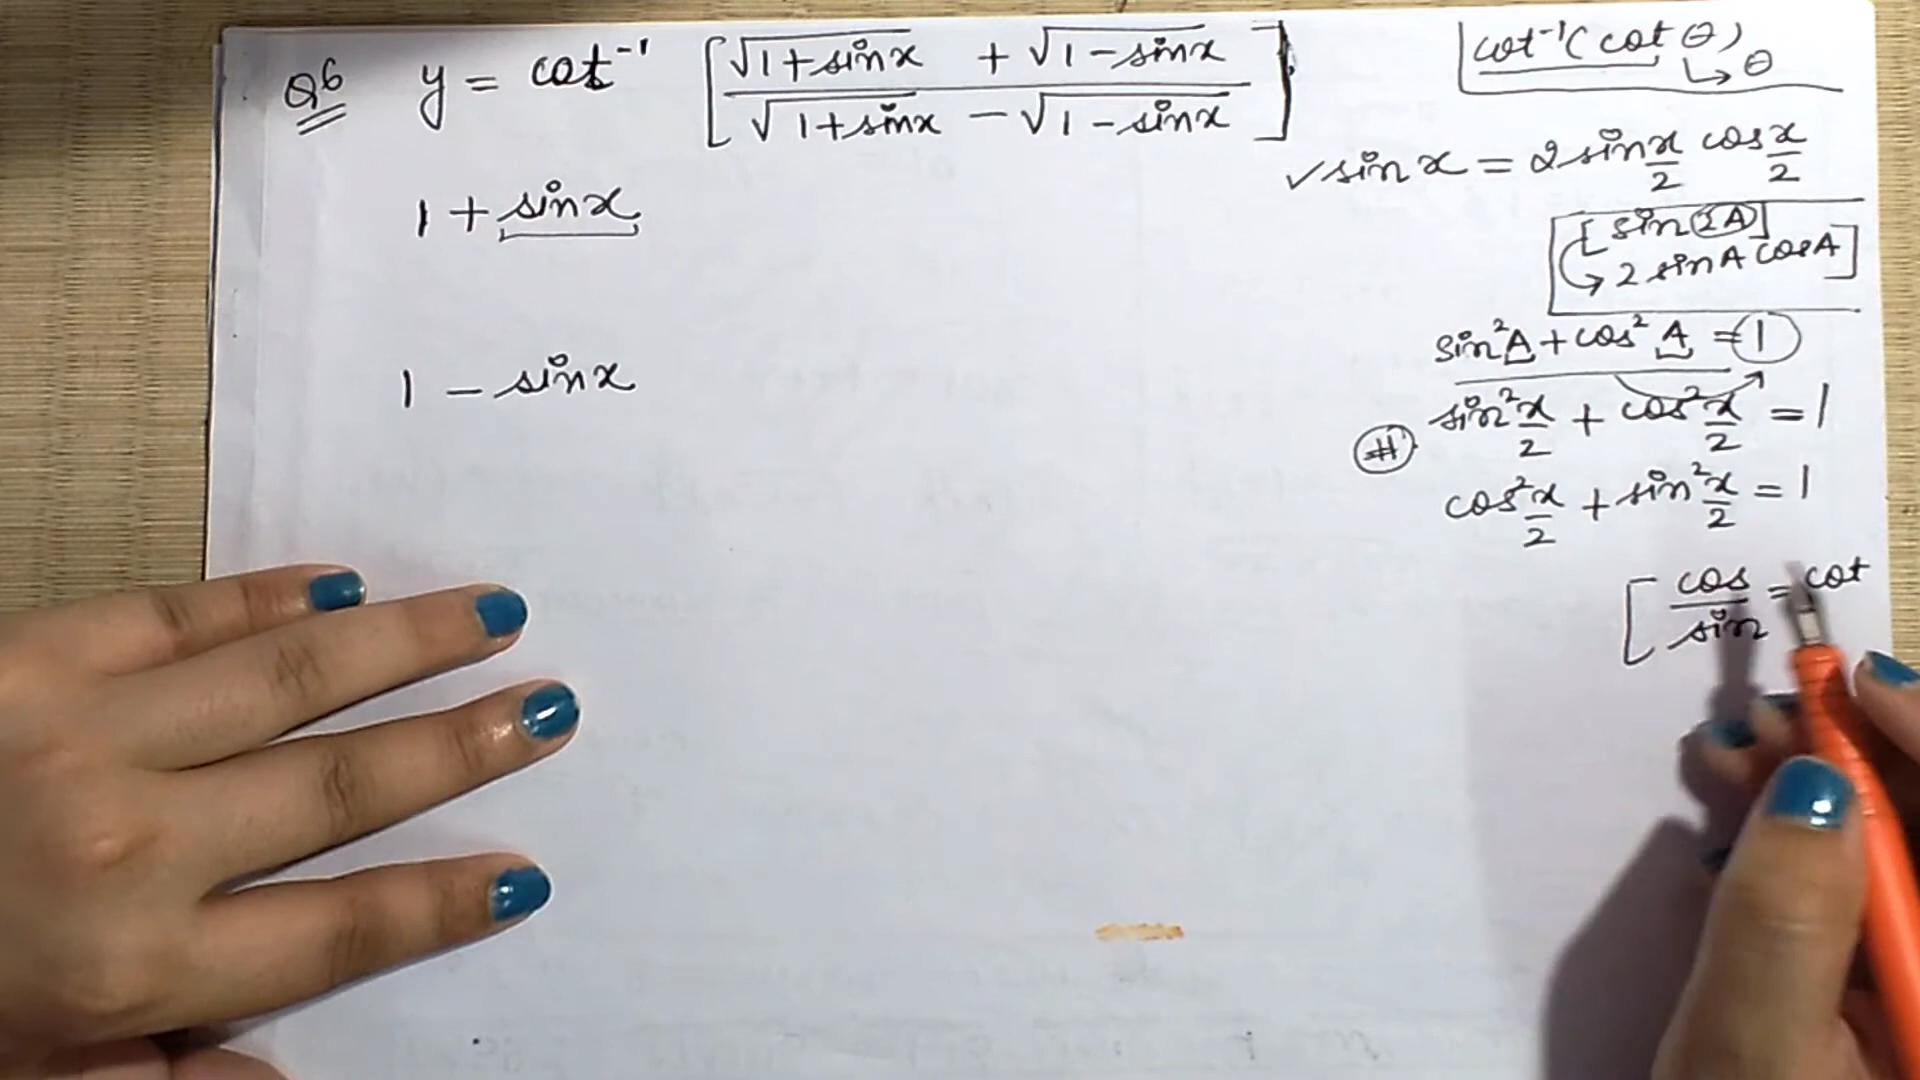 Q6 y = cot⁻¹ [ (√1+sinx + √1-sinx) / (√1+sinx - √1-sinx) ]
1 + sinx
1 - sinx
cot⁻¹(cot θ)
↳ θ
✓ sinx = 2 sin x/2 cos x/2
[ sin 2A ]
↳ 2 sinA cosA ]
sin²A + cos²A = 1
sin² x/2 + cos² x/2 = 1
#
cos² x/2 + sin² x/2 = 1
[ cos/sin = cot